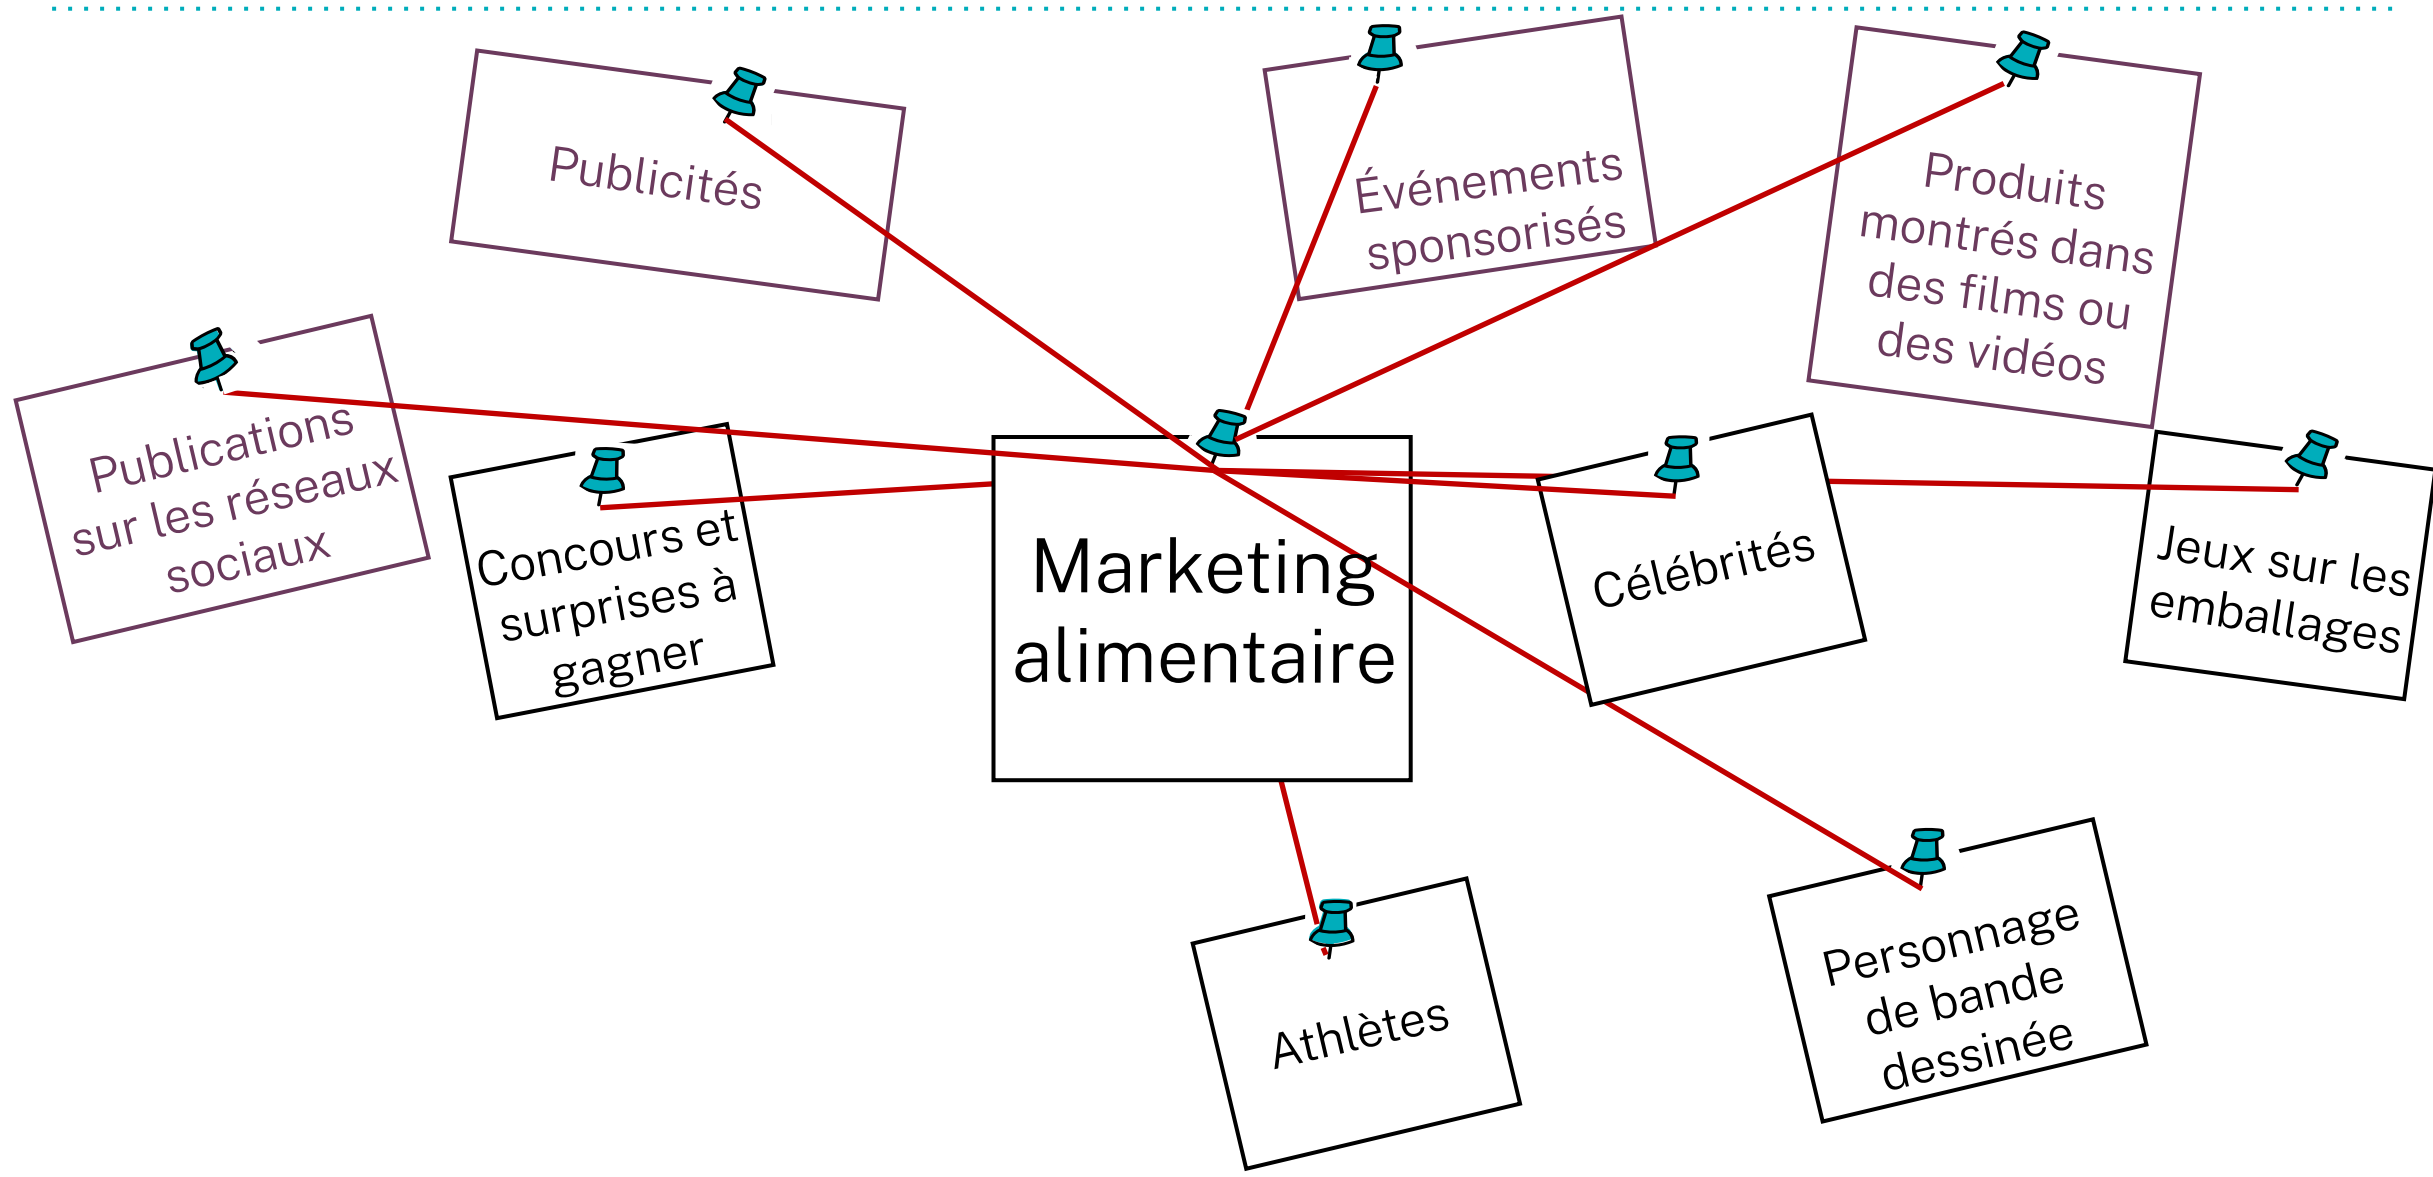 Publicités
Événements
sponsorisés
Produits
montrés dans
des films ou
des vidéos
Publications
sur les réseaux
sociaux
Concours et
surprises à
gagner
Marketing
alimentaire
Célébrités
Jeux sur les
emballages
Athlètes
Personnage
de bande
dessinée